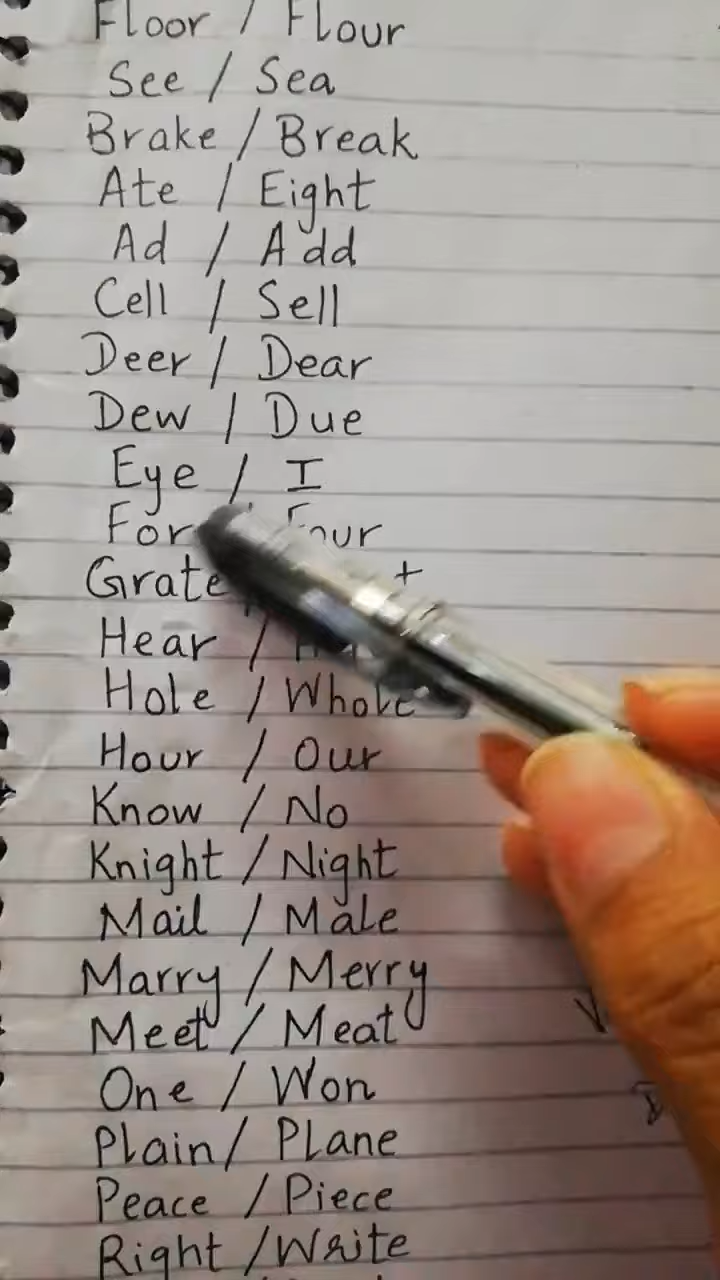 Floor / Flour
See / Sea
Brake / Break
Ate / Eight
Ad / Add
Cell / Sell
Deer / Dear
Dew / Due
Eye / I
For Four
Grate
Hear /
Hole / Whole
Hour / Our
Know / No
Knight / Night
Mail / Male
Marry / Merry
Meet / Meat
One / Won
Plain / Plane
Peace / Piece
Right / Write